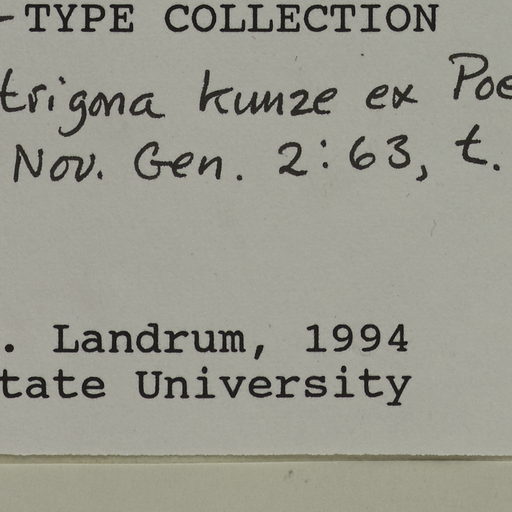 -TYPE COLLECTION
trigona kunze ex Poe
Nov. Gen. 2:63, t.
. Landrum, 1994
tate University